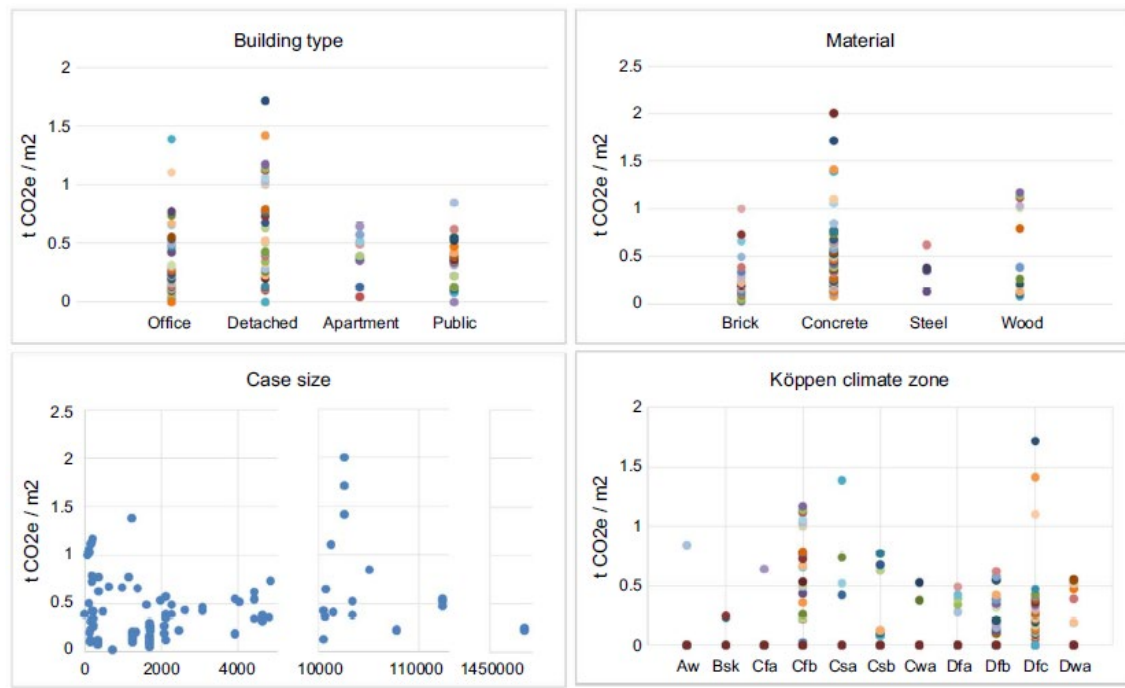 Building type
t CO2e / m2
2
1.5
1
0.5
0
Office Detached Apartment Public
Material
t CO2e / m2
2.5
2
1.5
1
0.5
0
Brick Concrete Steel Wood
Case size
t CO2e / m2
2.5
2
1.5
1
0.5
0
0 2000 4000 10000 110000 1450000
Köppen climate zone
t CO2e / m2
2
1.5
1
0.5
0
Aw Bsk Cfa Cfb Csa Csb Cwa Dfa Dfb Dfc Dwa